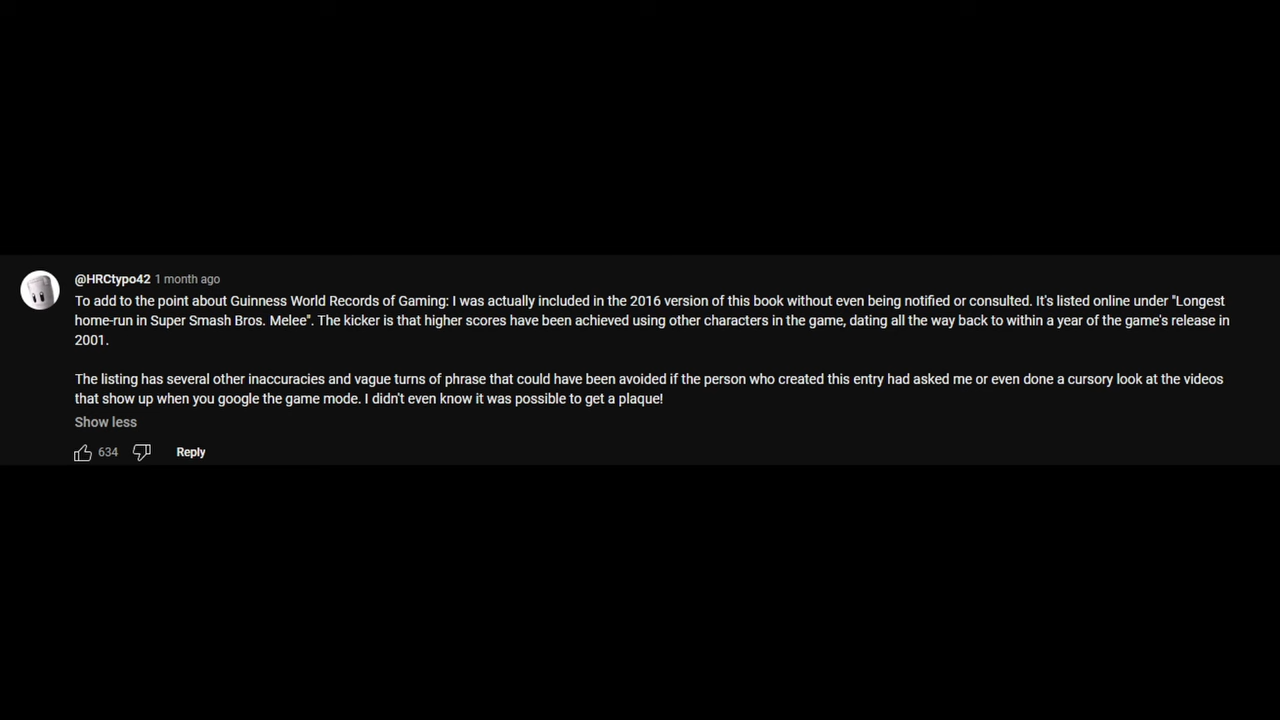 @HRCtypo42 1 month ago
To add to the point about Guinness World Records of Gaming: I was actually included in the 2016 version of this book without even being notified or consulted. It's listed online under "Longest
home-run in Super Smash Bros. Melee". The kicker is that higher scores have been achieved using other characters in the game, dating all the way back to within a year of the game's release in
2001.
The listing has several other inaccuracies and vague turns of phrase that could have been avoided if the person who created this entry had asked me or even done a cursory look at the videos
that show up when you google the game mode. I didn't even know it was possible to get a plaque!
Show less
634 Reply